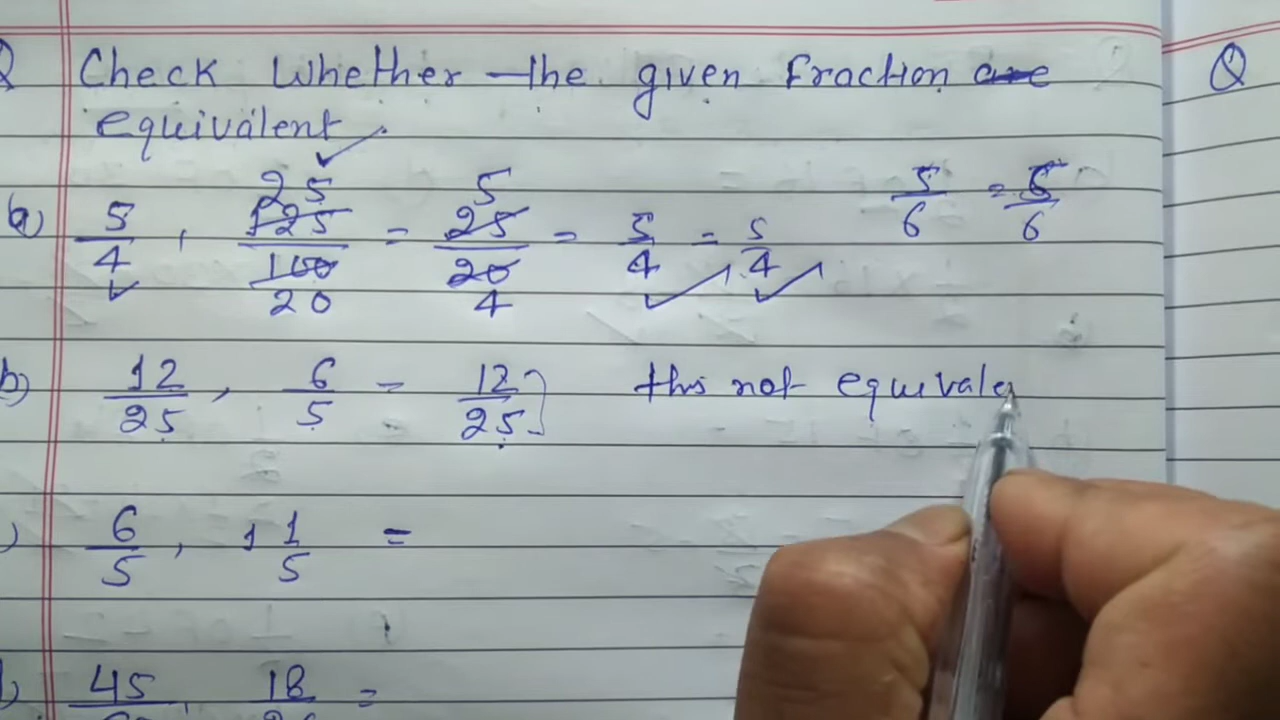 Q Check Whether the given Fraction are Q
equivalent.
a) 5/4 , 125/100 = 25/20 = 5/4 = 5/4 5/6 = 5/6
25 5
20 4
b) 12/25 , 6/5 = 12/25 } this not equivale
) 6/5 , 1 1/5 =
45 , 18 =